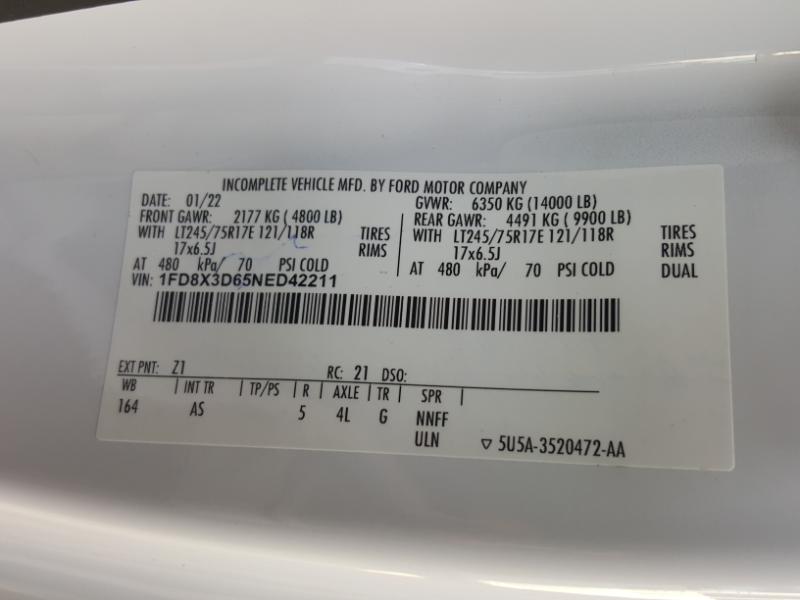 INCOMPLETE VEHICLE MFD. BY FORD MOTOR COMPANY
DATE: 01/22 GVWR: 6350 KG (14000 LB)
FRONT GAWR: 2177 KG ( 4800 LB) REAR GAWR: 4491 KG ( 9900 LB)
WITH LT245/75R17E 121/118R TIRES WITH LT245/75R17E 121/118R TIRES
17x6.5J RIMS 17x6.5J RIMS
AT 480 kPa/ 70 PSI COLD AT 480 kPa/ 70 PSI COLD DUAL
VIN: 1FD8X3D65NED42211
EXT PNT: Z1 RC: 21 DSO:
WB | INT TR | TP/PS | R | AXLE | TR | SPR |
164 AS 5 4L G NNFF
ULN ▽ 5U5A-3520472-AA